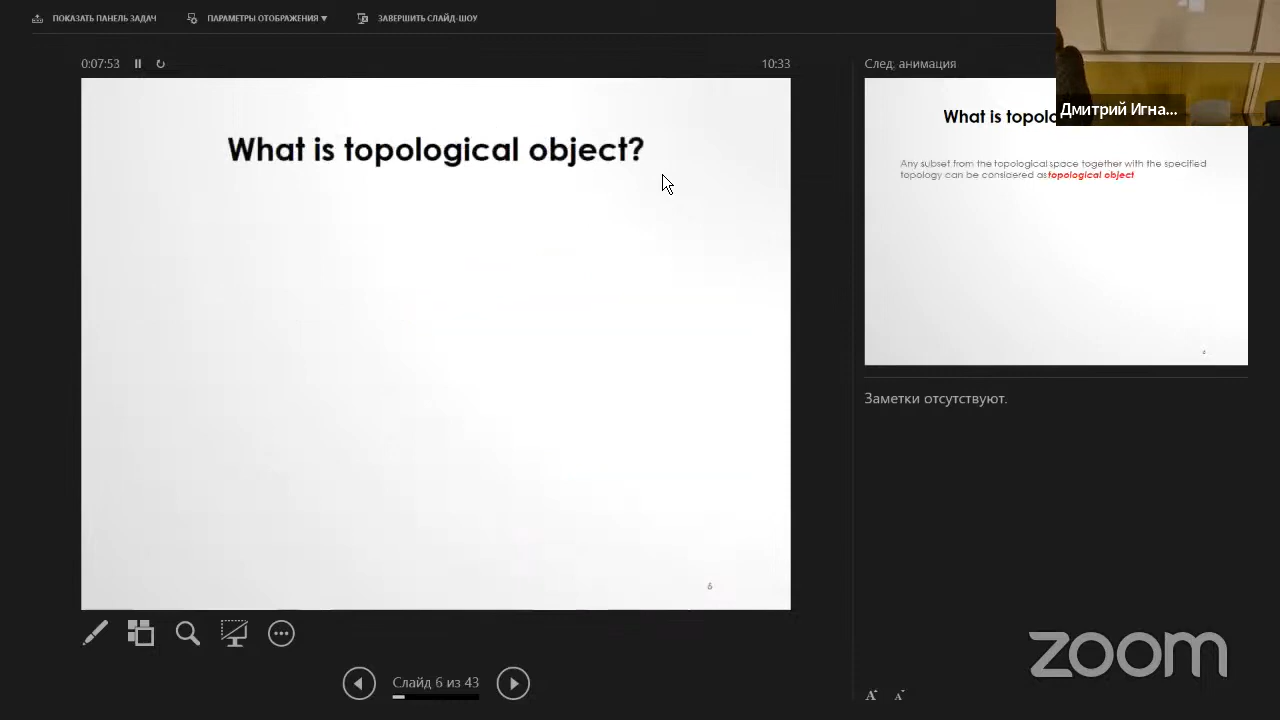 ПОКАЗАТЬ ПАНЕЛЬ ЗАДАЧ
ПАРАМЕТРЫ ОТОБРАЖЕНИЯ ▼
ЗАВЕРШИТЬ СЛАЙД-ШОУ
0:07:53
10:33
След. анимация
Дмитрий Игна...
What is topological object?
What is topolo
Any subset from the topological space together with the specified
topology can be considered as topological object
6
6
Заметки отсутствуют.
Слайд 6 из 43
zoom
A A